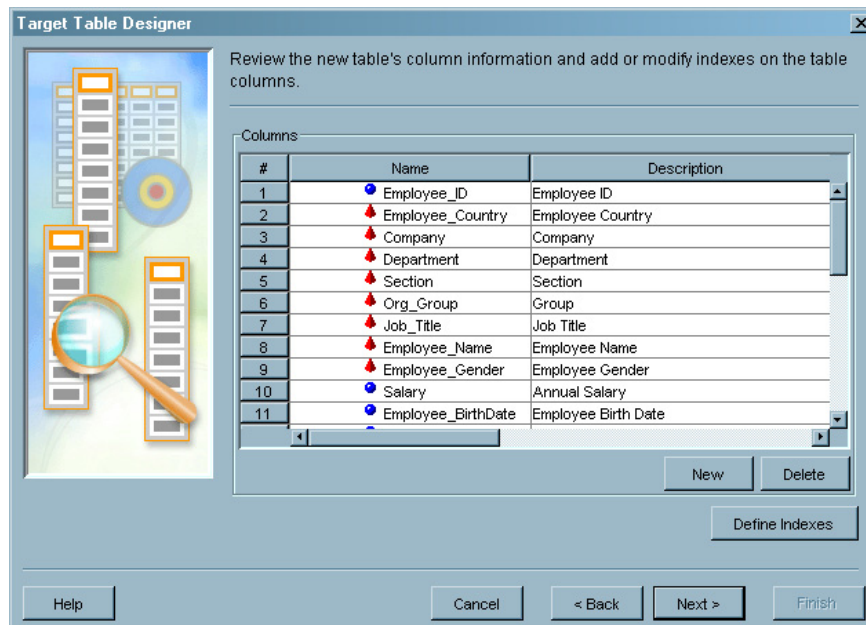 Target Table Designer
Review the new table's column information and add or modify indexes on the table
columns.
Columns
# Name Description
1 Employee_ID Employee ID
2 Employee_Country Employee Country
3 Company Company
4 Department Department
5 Section Section
6 Org_Group Group
7 Job_Title Job Title
8 Employee_Name Employee Name
9 Employee_Gender Employee Gender
10 Salary Annual Salary
11 Employee_BirthDate Employee Birth Date
New Delete
Define Indexes
Help Cancel < Back Next > Finish